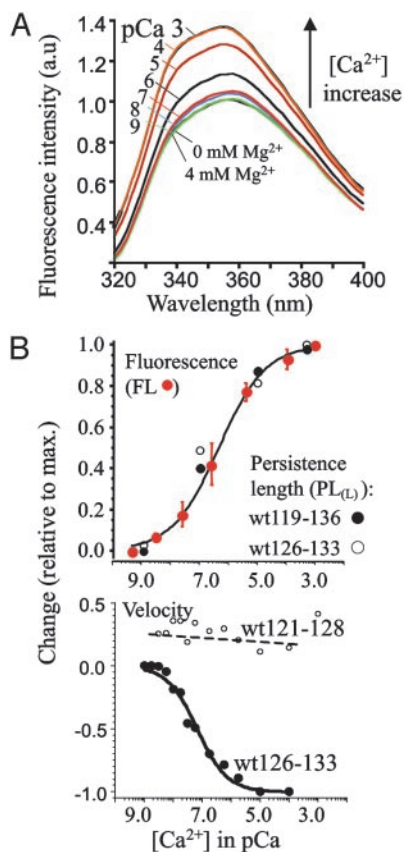 A
pCa 3
4
5
6
7
8
9
[Ca²⁺]
increase
0 mM Mg²⁺
4 mM Mg²⁺
Fluorescence intensity (a.u)
1.4
1.2
1.0
0.8
0.6
0.4
320 340 360 380 400
Wavelength (nm)
B
Change (relative to max.)
1.0
0.8
0.6
0.4
0.2
0.0
Fluorescence
(FL ●)
Persistence
length (PL(L)):
wt119-136 ●
wt126-133 ○
9.0 7.0 5.0 3.0
0.5
0.0
-0.5
-1.0
Velocity
wt121-128
wt126-133
9.0 7.0 5.0 3.0
[Ca²⁺] in pCa